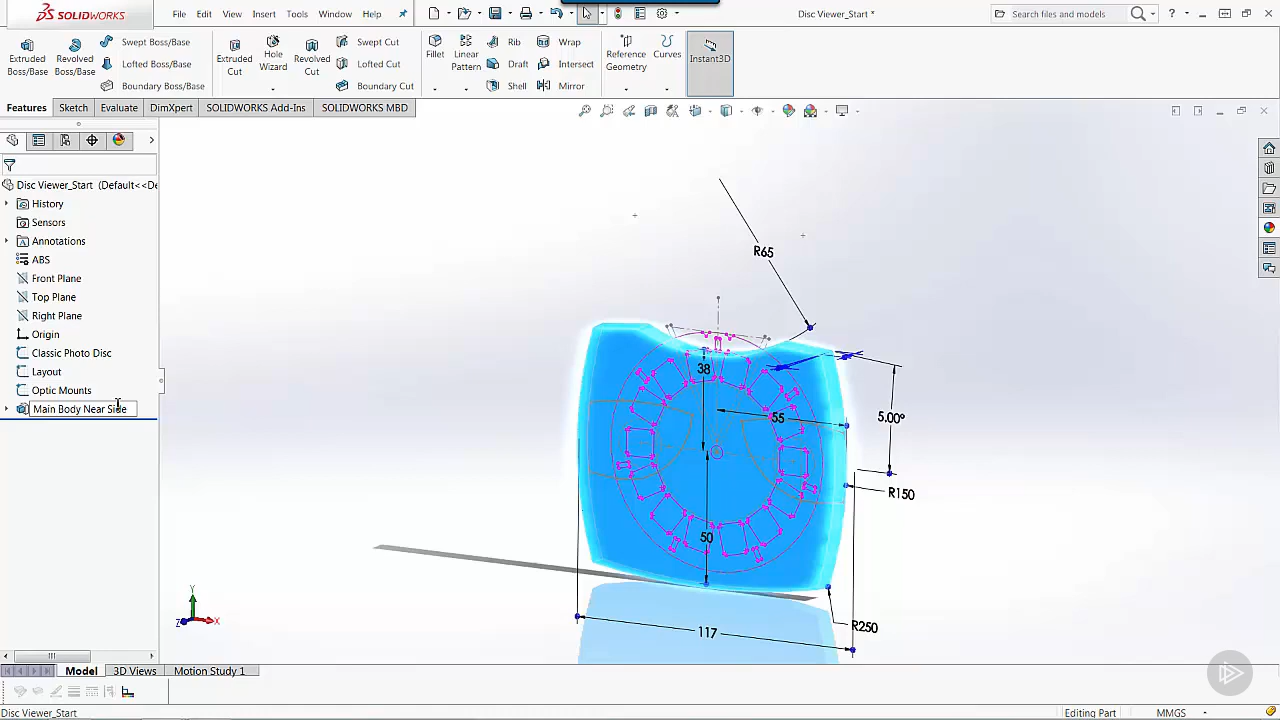 SOLIDWORKS
File Edit View Insert Tools Window Help
Disc Viewer_Start *
Search files and models
Extruded Boss/Base
Revolved Boss/Base
Swept Boss/Base
Lofted Boss/Base
Boundary Boss/Base
Extruded Cut
Hole Wizard
Revolved Cut
Swept Cut
Lofted Cut
Boundary Cut
Fillet
Linear Pattern
Rib
Draft
Shell
Wrap
Intersect
Mirror
Reference Geometry
Curves
Instant3D
Features Sketch Evaluate DimXpert SOLIDWORKS Add-Ins SOLIDWORKS MBD
Disc Viewer_Start (Default<<De
History
Sensors
Annotations
ABS
Front Plane
Top Plane
Right Plane
Origin
Classic Photo Disc
Layout
Optic Mounts
Main Body Near Side
R65
38
55
5.00°
R150
50
R250
117
Y
Z X
Model 3D Views Motion Study 1
Disc Viewer_Start Editing Part MMGS